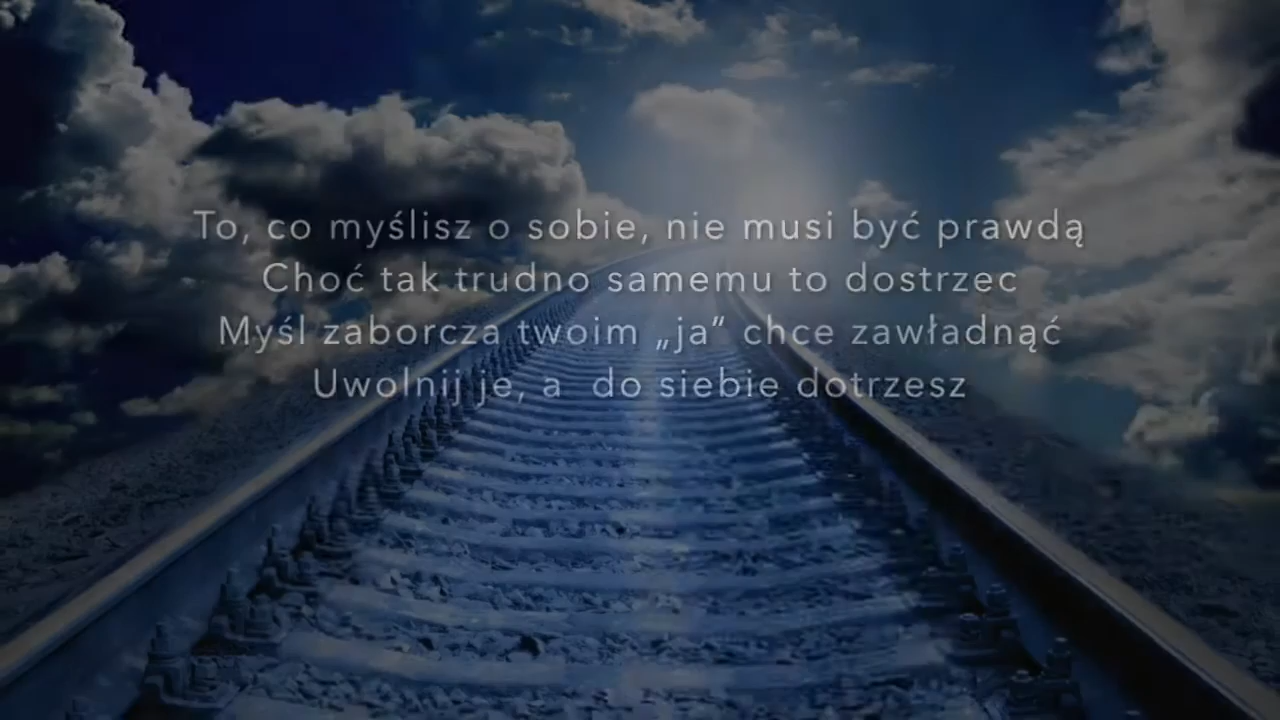 To, co myślisz o sobie, nie musi być prawdą
Choć tak trudno samemu to dostrzec
Myśl zaborcza twoim „ja” chce zawładnąć
Uwolnij je, a do siebie dotrzesz